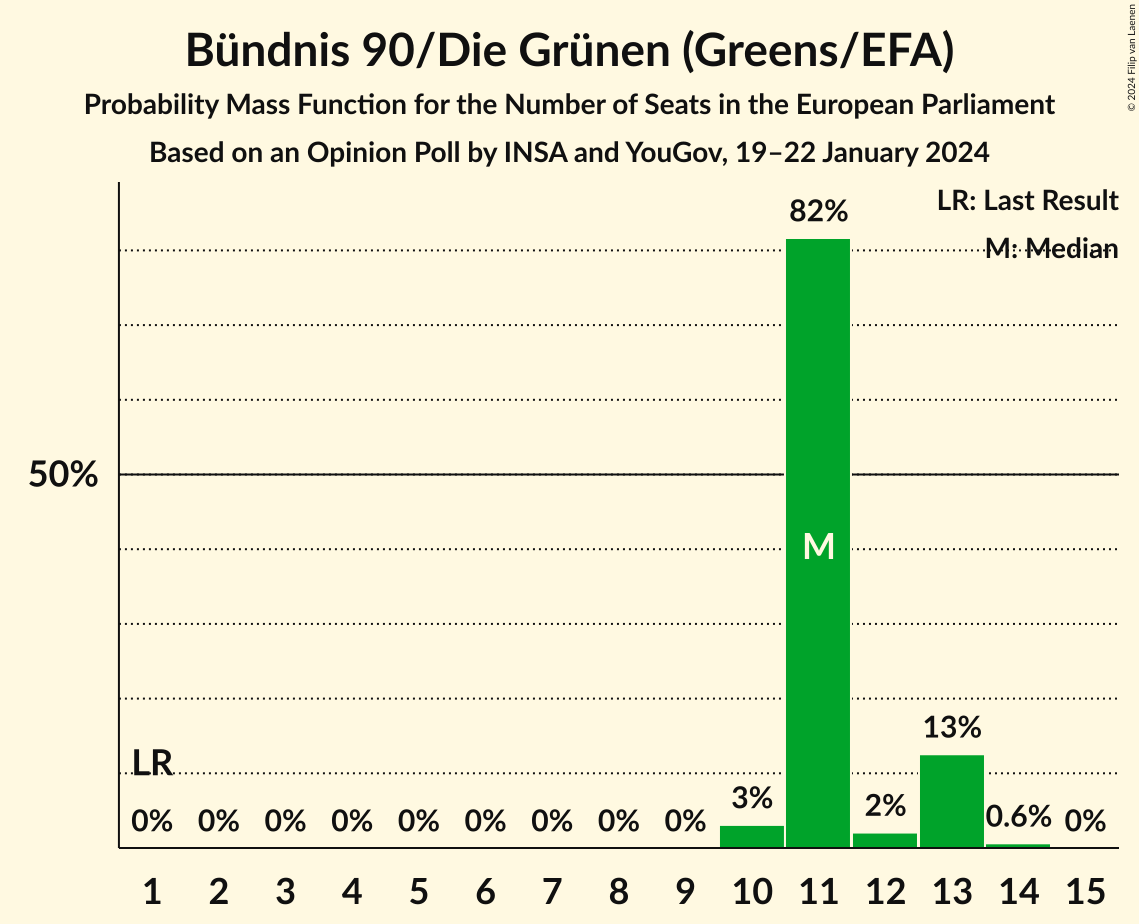 Bündnis 90/Die Grünen (Greens/EFA)
Probability Mass Function for the Number of Seats in the European Parliament
Based on an Opinion Poll by INSA and YouGov, 19–22 January 2024
© 2024 Filip van Laenen
LR: Last Result
M: Median
82%
50%
M
13%
LR
3%
2%
0.6%
0% 0% 0% 0% 0% 0% 0% 0% 0% 0%
1 2 3 4 5 6 7 8 9 10 11 12 13 14 15